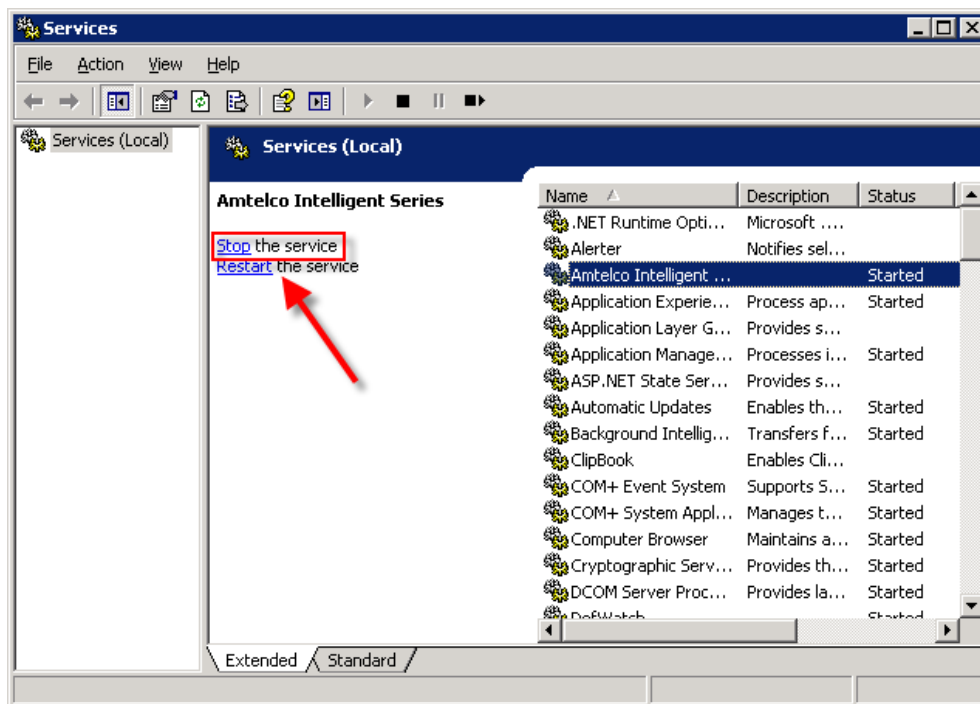 Services
File Action View Help
Services (Local)
Services (Local)
Amtelco Intelligent Series
Stop the service
Restart the service
Name Description Status
.NET Runtime Opti... Microsoft ....
Alerter Notifies sel...
Amtelco Intelligent ... Started
Application Experie... Process ap... Started
Application Layer G... Provides s...
Application Manage... Processes i... Started
ASP.NET State Ser... Provides s...
Automatic Updates Enables th... Started
Background Intellig... Transfers f... Started
ClipBook Enables Cli...
COM+ Event System Supports S... Started
COM+ System Appl... Manages t... Started
Computer Browser Maintains a... Started
Cryptographic Serv... Provides th... Started
DCOM Server Proc... Provides la... Started
DefWatch Started
Extended Standard